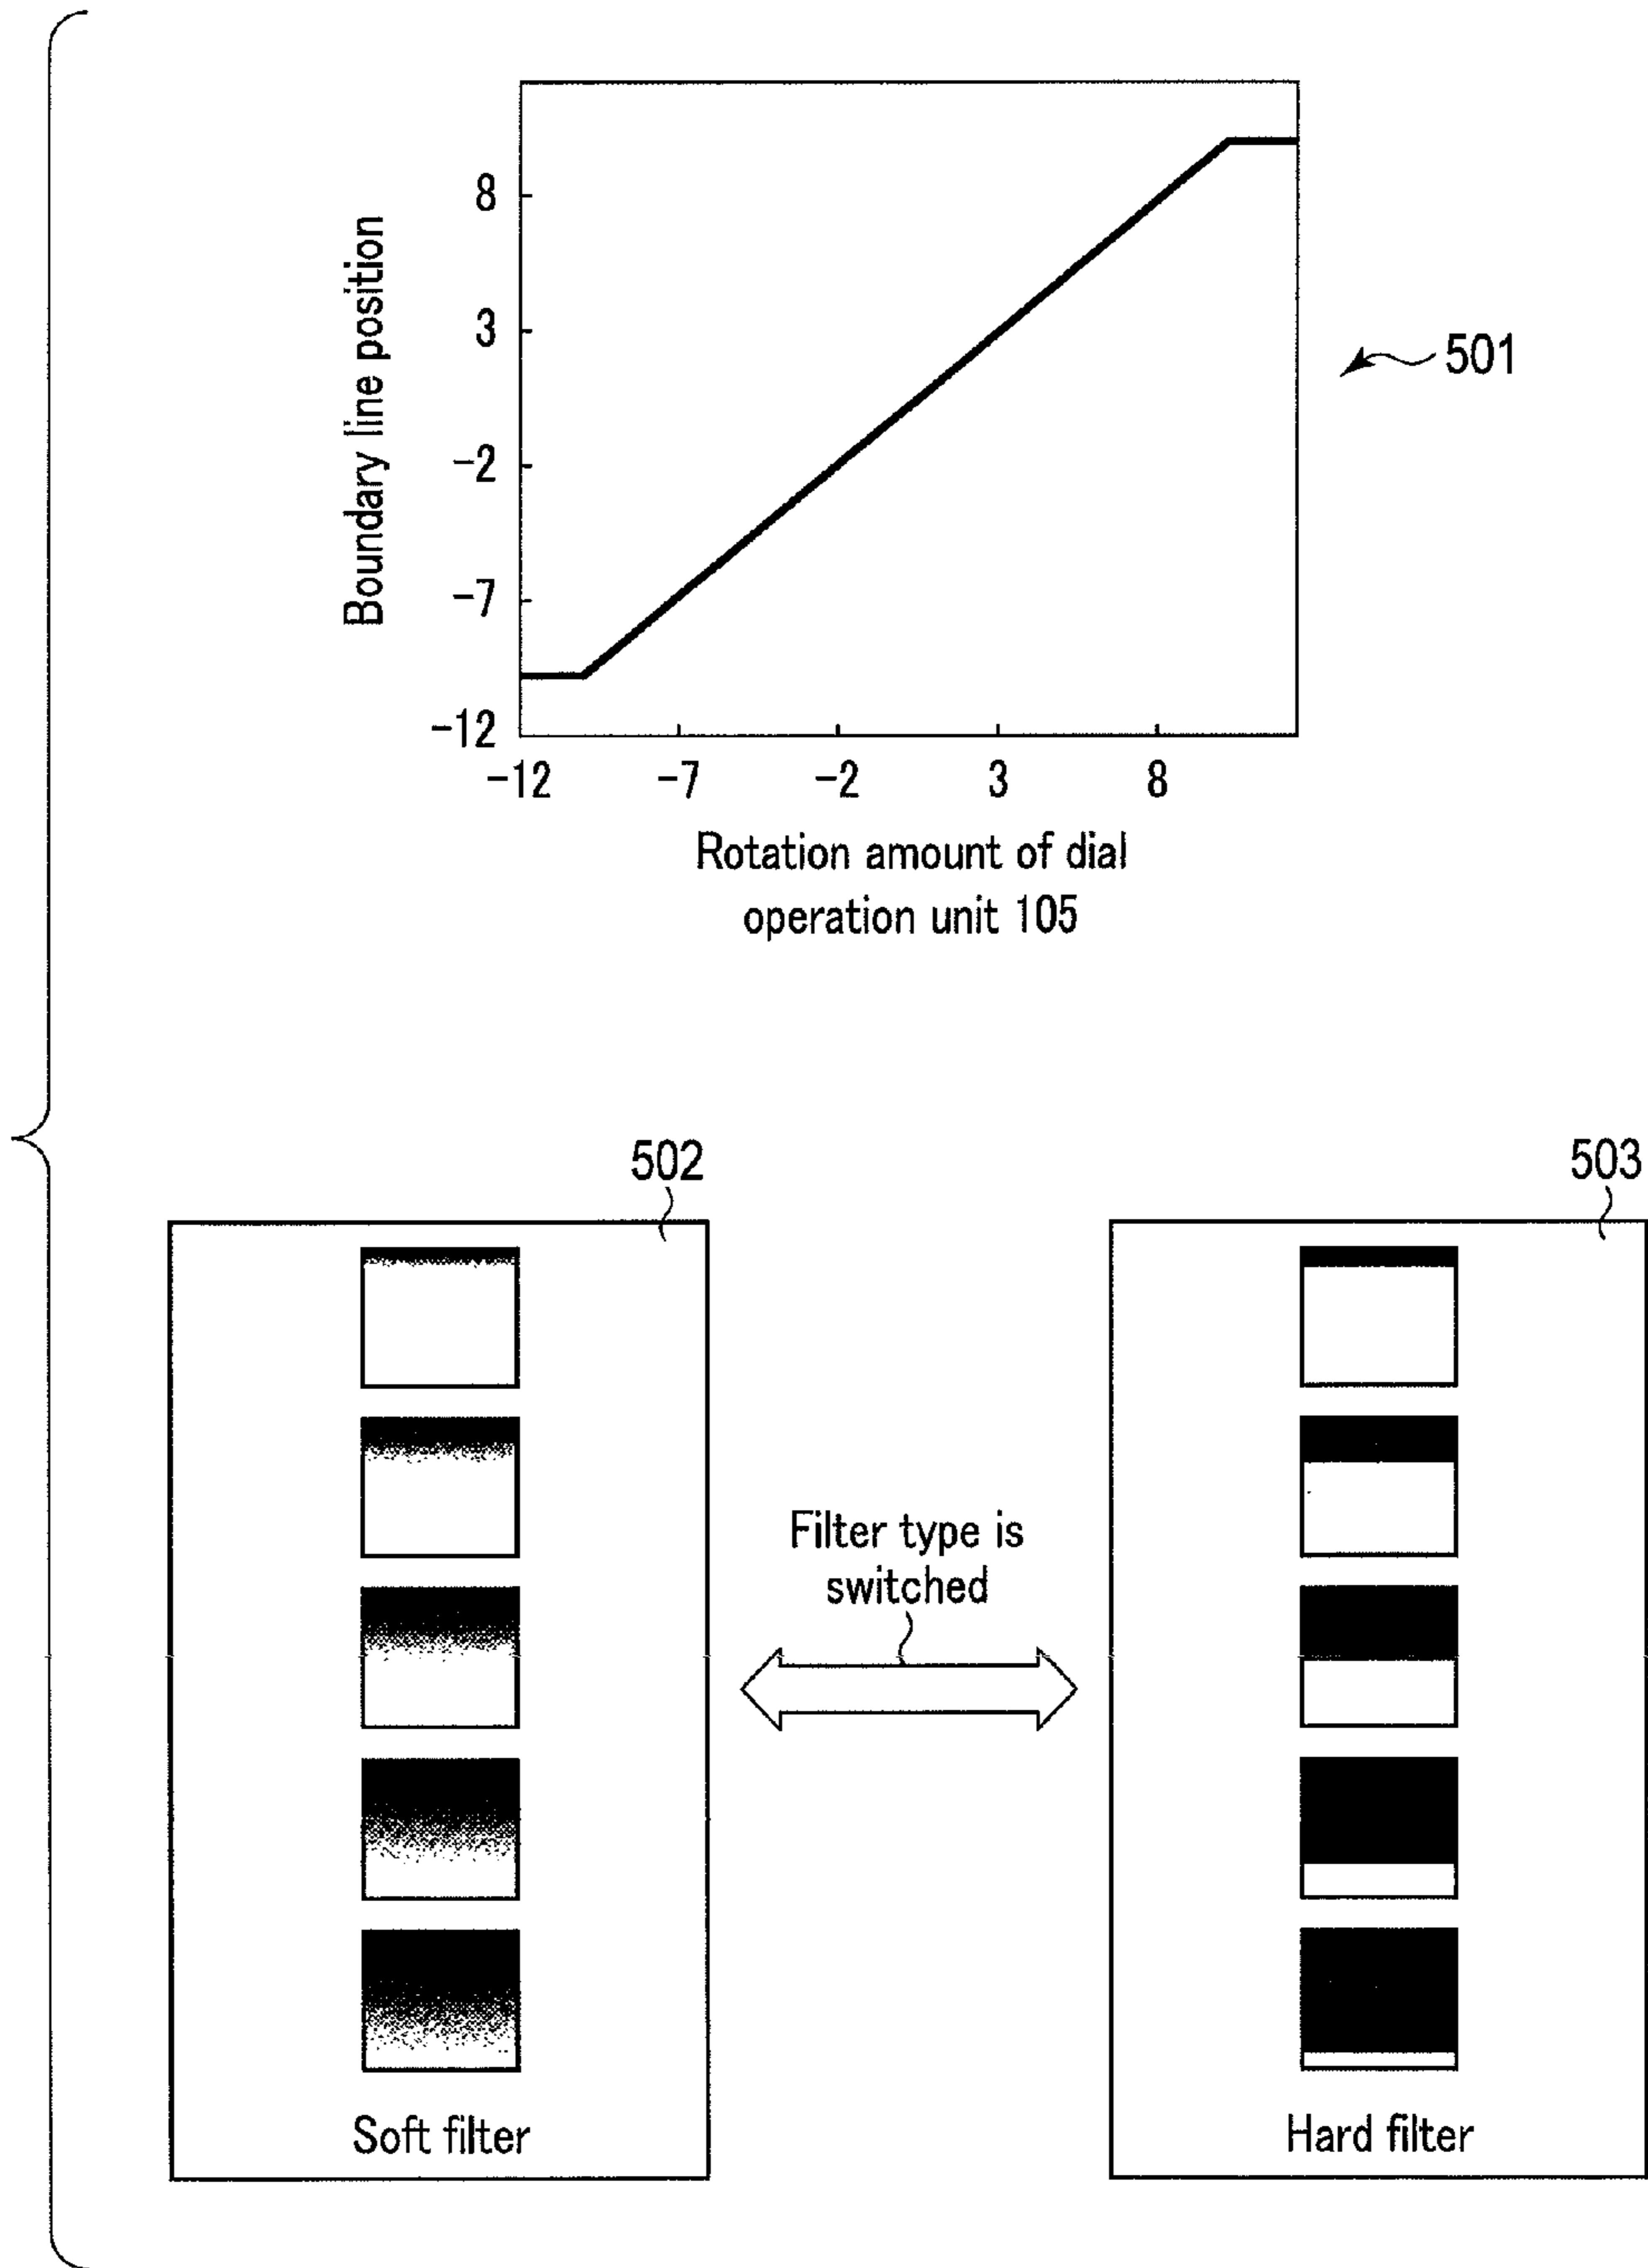 Boundary line position
8
3
-2
-7
-12
-12 -7 -2 3 8
Rotation amount of dial
operation unit 105
501
502
503
Filter type is
switched
Soft filter
Hard filter